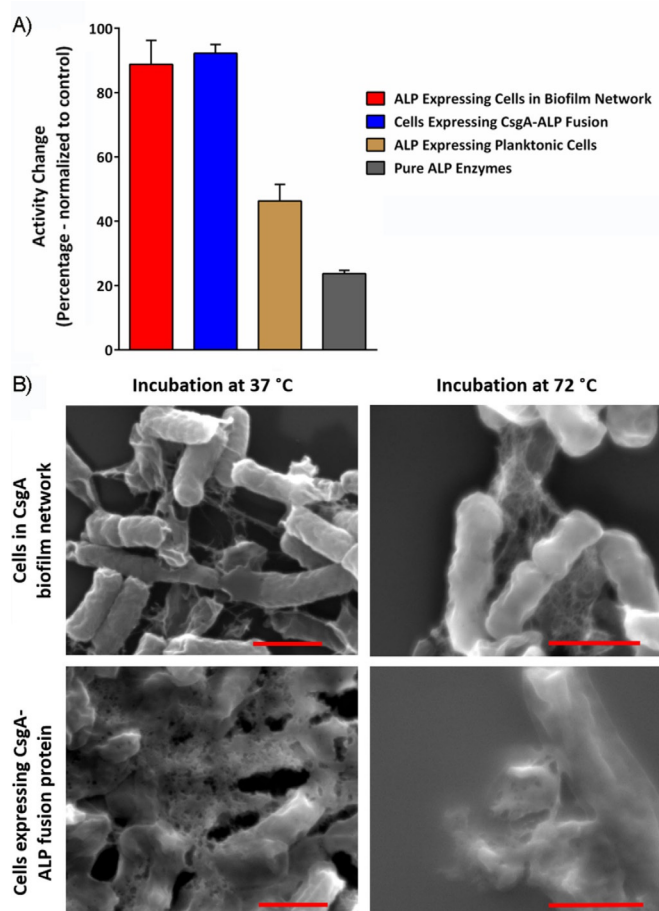 A)
100
80
60
40
20
0
Activity Change
(Percentage - normalized to control)
ALP Expressing Cells in Biofilm Network
Cells Expressing CsgA-ALP Fusion
ALP Expressing Planktonic Cells
Pure ALP Enzymes
B)
Incubation at 37 °C
Incubation at 72 °C
Cells in CsgA
biofilm network
Cells expressing CsgA-
ALP fusion protein